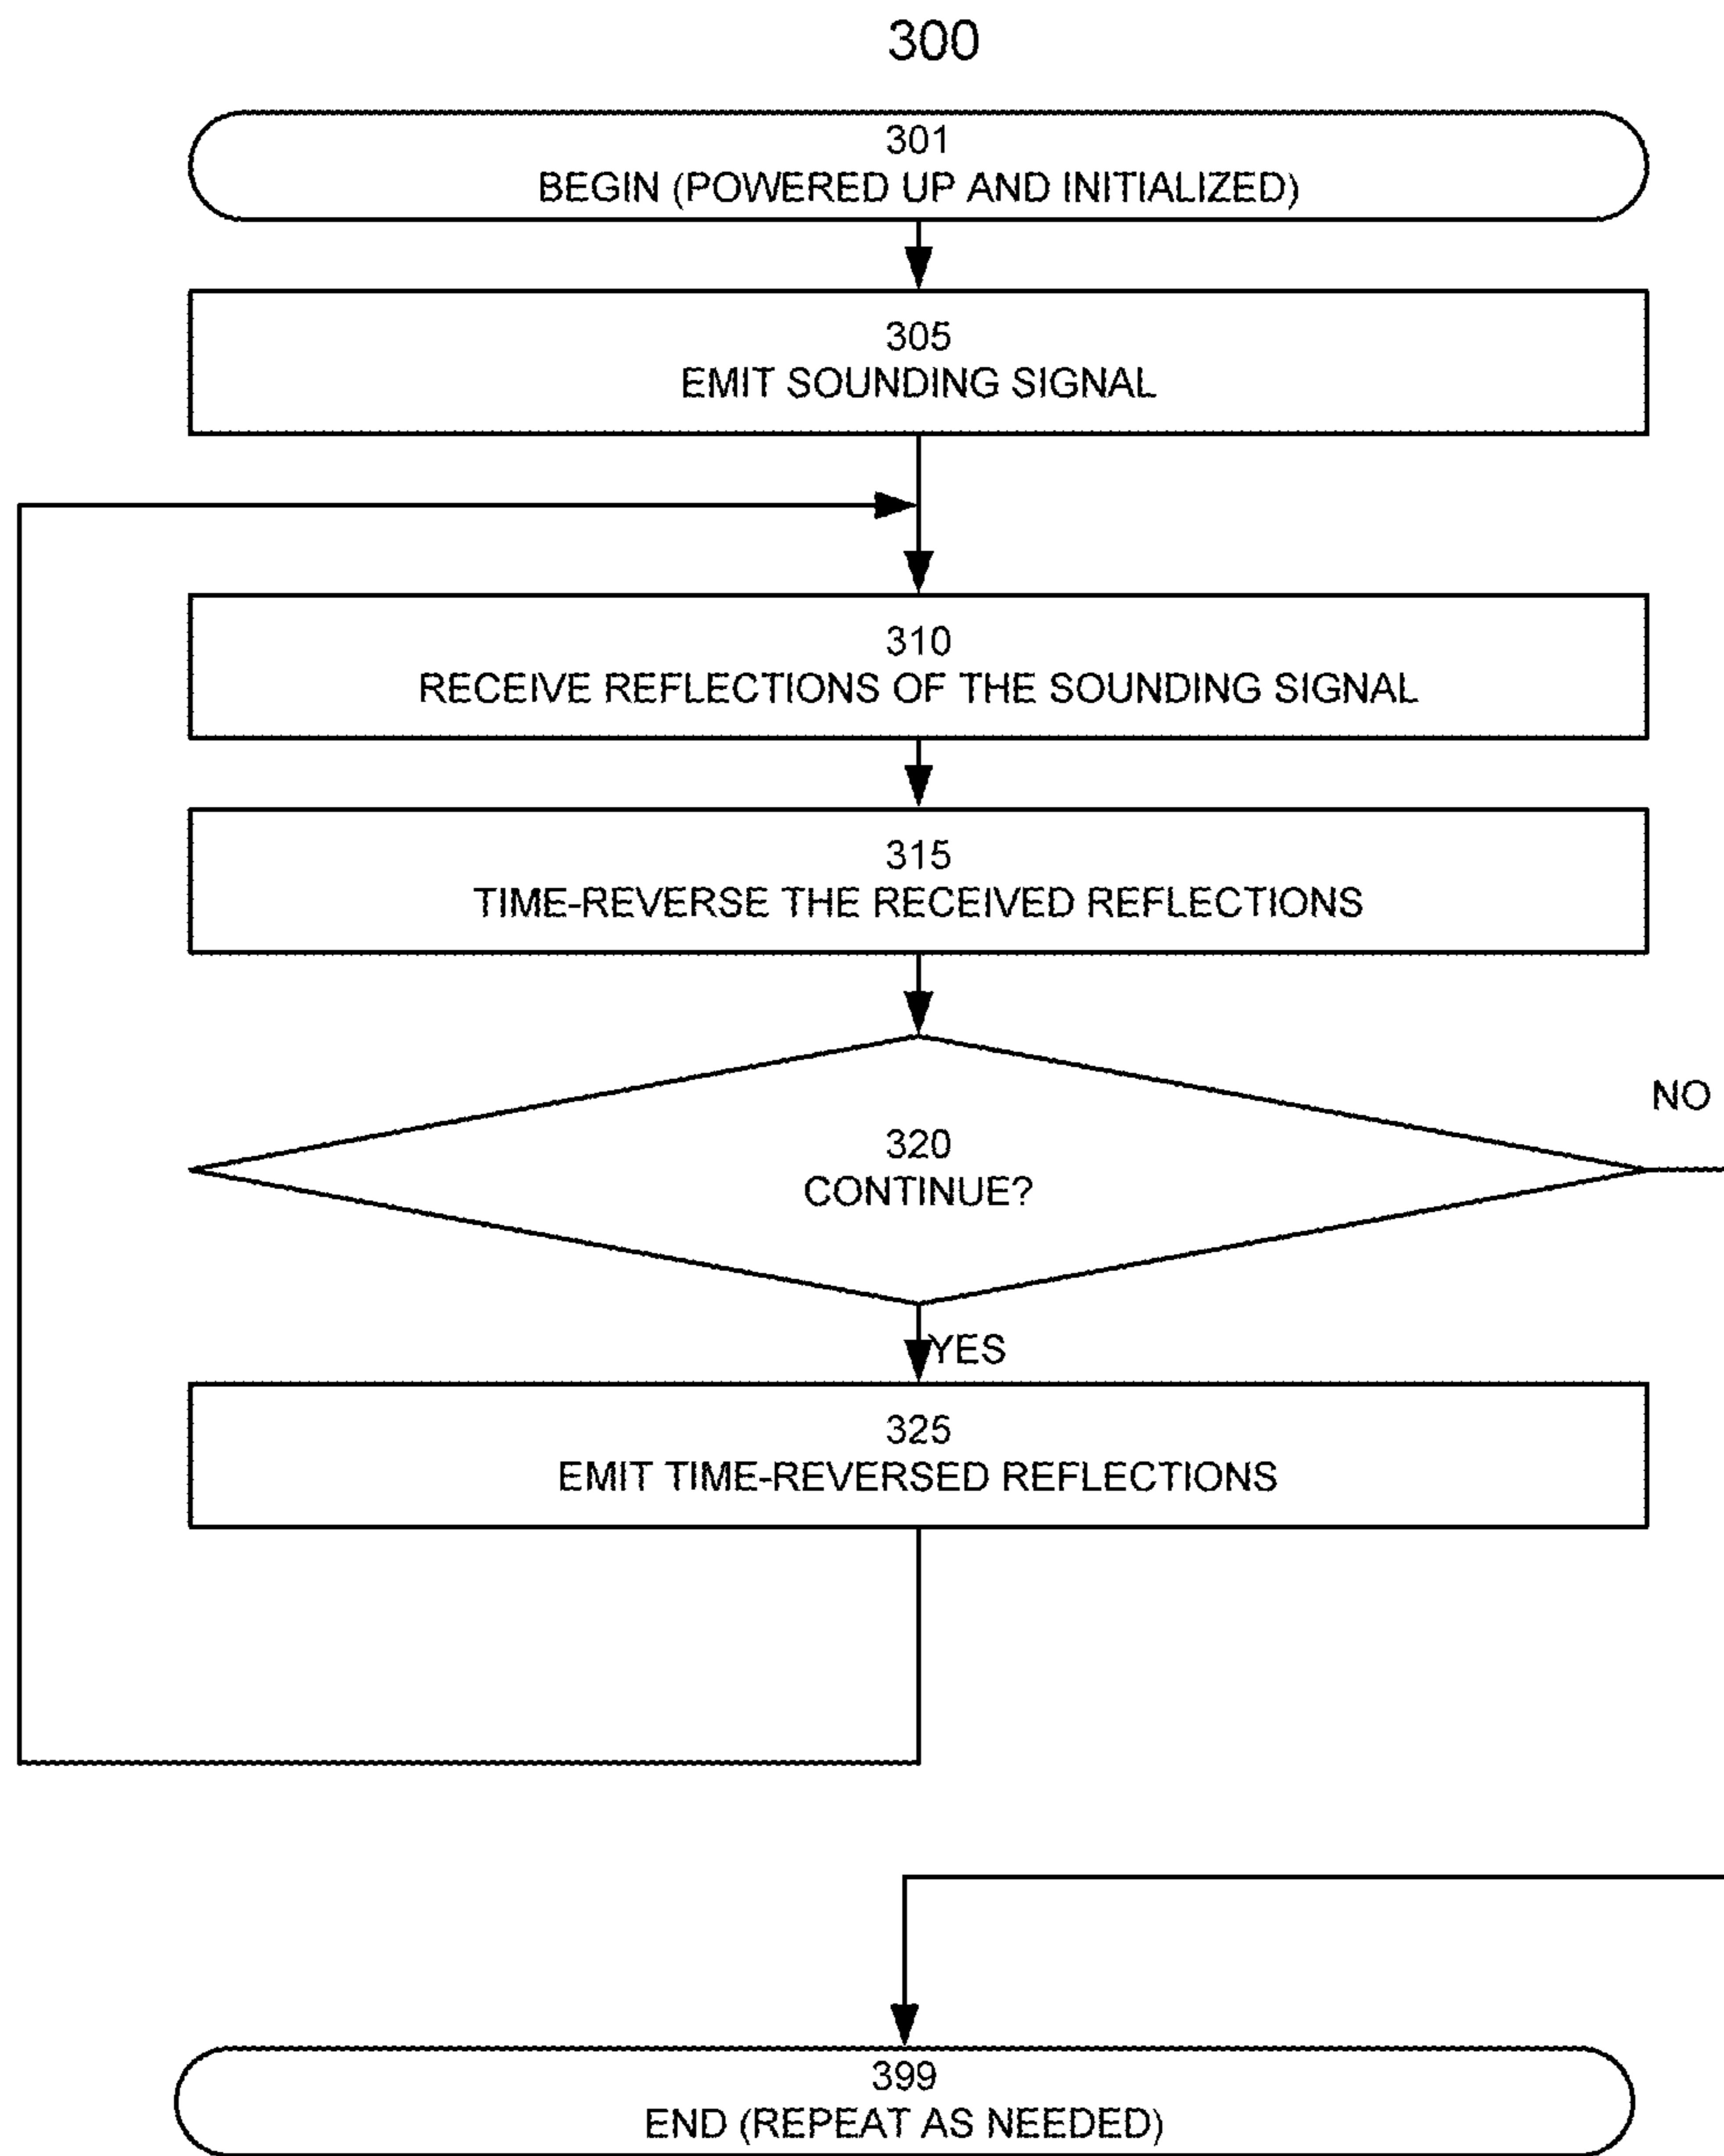 300
301
BEGIN (POWERED UP AND INITIALIZED)
305
EMIT SOUNDING SIGNAL
310
RECEIVE REFLECTIONS OF THE SOUNDING SIGNAL
315
TIME-REVERSE THE RECEIVED REFLECTIONS
NO
320
CONTINUE?
YES
325
EMIT TIME-REVERSED REFLECTIONS
399
END (REPEAT AS NEEDED)